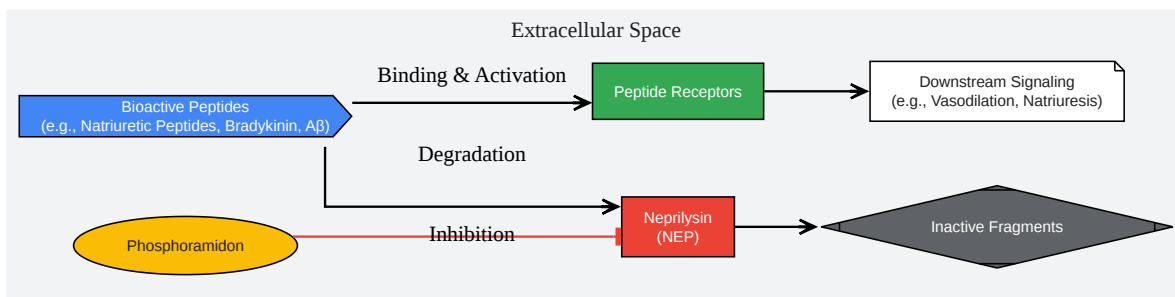 Extracellular Space
Binding & Activation
Peptide Receptors
Downstream Signaling
(e.g., Vasodilation, Natriuresis)
Bioactive Peptides
(e.g., Natriuretic Peptides, Bradykinin, Aβ)
Degradation
Neprilysin
(NEP)
Inhibition
Phosphoramidon
Inactive Fragments